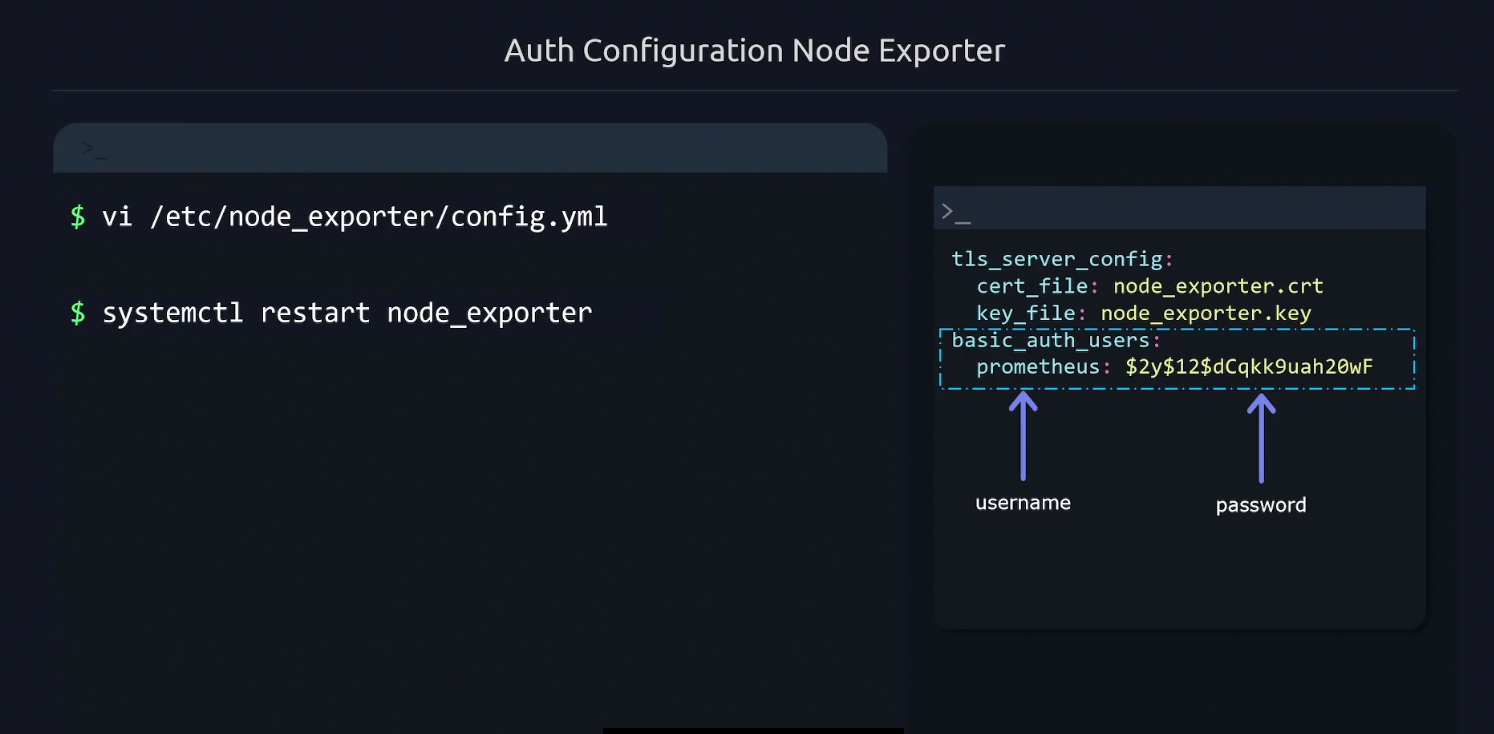 Auth Configuration Node Exporter
>_
$ vi /etc/node_exporter/config.yml
$ systemctl restart node_exporter
>_
tls_server_config:
cert_file: node_exporter.crt
key_file: node_exporter.key
basic_auth_users:
prometheus: $2y$12$dCqkk9uah20wF
username
password